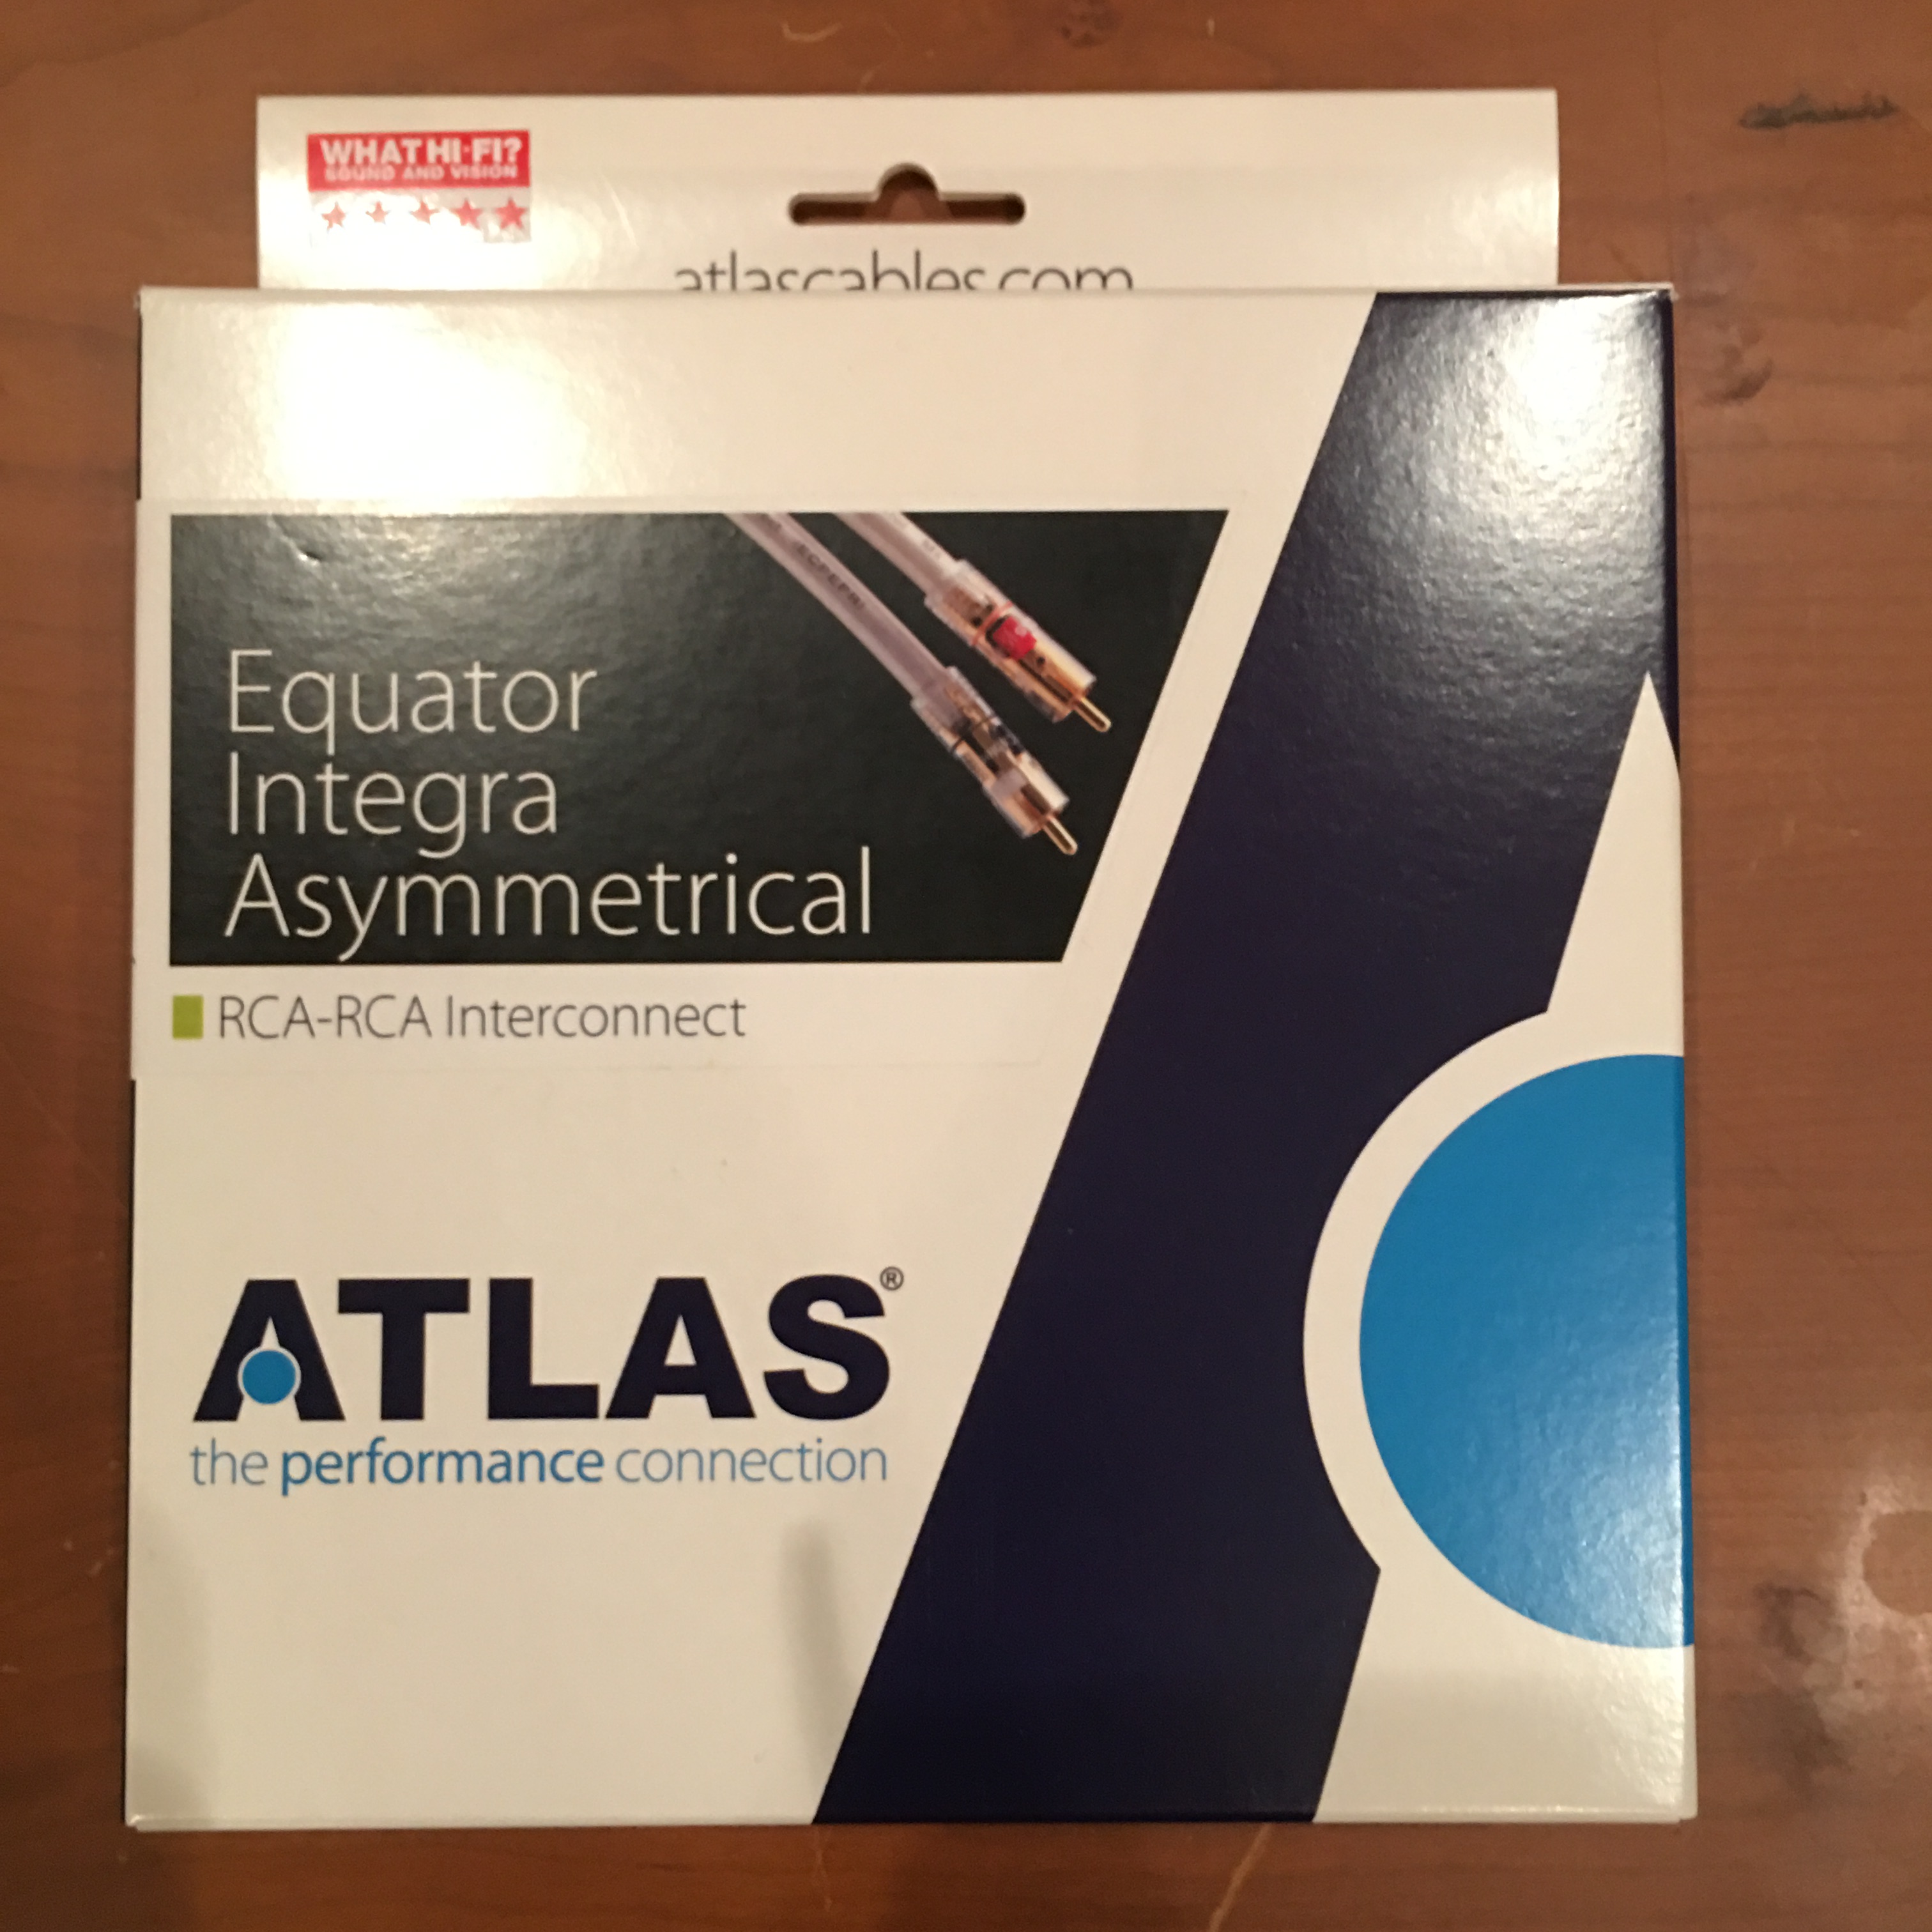 WHAT HI-FI?
SOUND AND VISION
atlascables.com
Equator
Integra
Asymmetrical
RCA-RCA Interconnect
ATLAS®
the performance connection